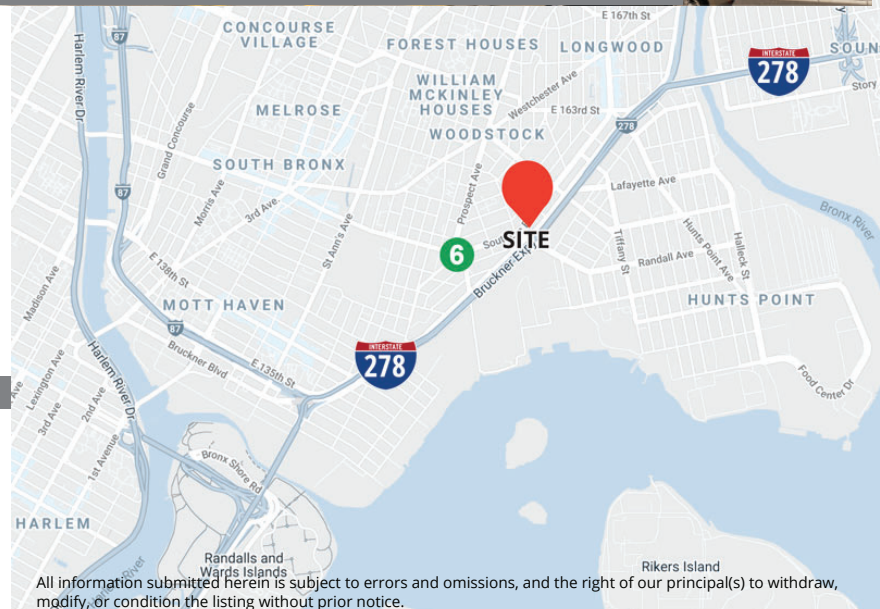 E 167th St
87
CONCOURSE
VILLAGE
FOREST HOUSES
LONGWOOD
INTERSTATE
278
SOUN
Story
Harlem River Dr
WILLIAM
MCKINLEY
HOUSES
Westchester Ave
E 163rd St
278
MELROSE
WOODSTOCK
Grand Concourse
SOUTH BRONX
87
Morris Ave
3rd Ave
St Ann's Ave
Prospect Ave
Lafayette Ave
Bronx River
SITE
6
Bruckner Exp
Tiffany St
Randall Ave
Hunts Point Ave
Halleck St
E 138th St
Madison Ave
MOTT HAVEN
HUNTS POINT
87
Bruckner Blvd
E 135th St
INTERSTATE
278
Harlem River Dr
Lexington Ave
Ave
3rd Ave
2nd Ave
1st Avenue
Food Center Dr
Bronx Shore Rd
HARLEM
Randalls and
Wards Islands
Rikers Island
River
All information submitted herein is subject to errors and omissions, and the right of our principal(s) to withdraw,
modify, or condition the listing without prior notice.